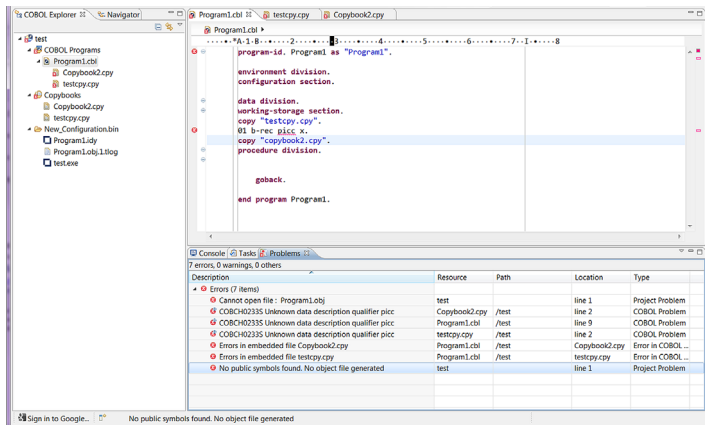 COBOL Explorer Navigator
test
COBOL Programs
Program1.cbl
Copybook2.cpy
testcpy.cpy
Copybooks
Copybook2.cpy
testcpy.cpy
New_Configuration.bin
Program1.idy
Program1.obj.1.tlog
test.exe
Program1.cbl testcpy.cpy Copybook2.cpy
Program1.cbl
*A-1-B 2 3 4 5 6 7 I 8
program-id. Program1 as "Program1".
environment division.
configuration section.
data division.
working-storage section.
copy "testcpy.cpy".
01 b-rec picc x.
copy "copybook2.cpy".
procedure division.
goback.
end program Program1.
Console Tasks Problems
7 errors, 0 warnings, 0 others
Description Resource Path Location Type
Errors (7 items)
Cannot open file : Program1.obj test line 1 Project Problem
COBCH0233S Unknown data description qualifier picc Copybook2.cpy /test line 2 COBOL Problem
COBCH0233S Unknown data description qualifier picc Program1.cbl /test line 9 COBOL Problem
COBCH0233S Unknown data description qualifier picc testcpy.cpy /test line 2 COBOL Problem
Errors in embedded file Copybook2.cpy Program1.cbl /test Copybook2.cpy Error in COBOL ...
Errors in embedded file testcpy.cpy Program1.cbl /test testcpy.cpy Error in COBOL ...
No public symbols found. No object file generated test line 1 Project Problem
Sign in to Google... No public symbols found. No object file generated